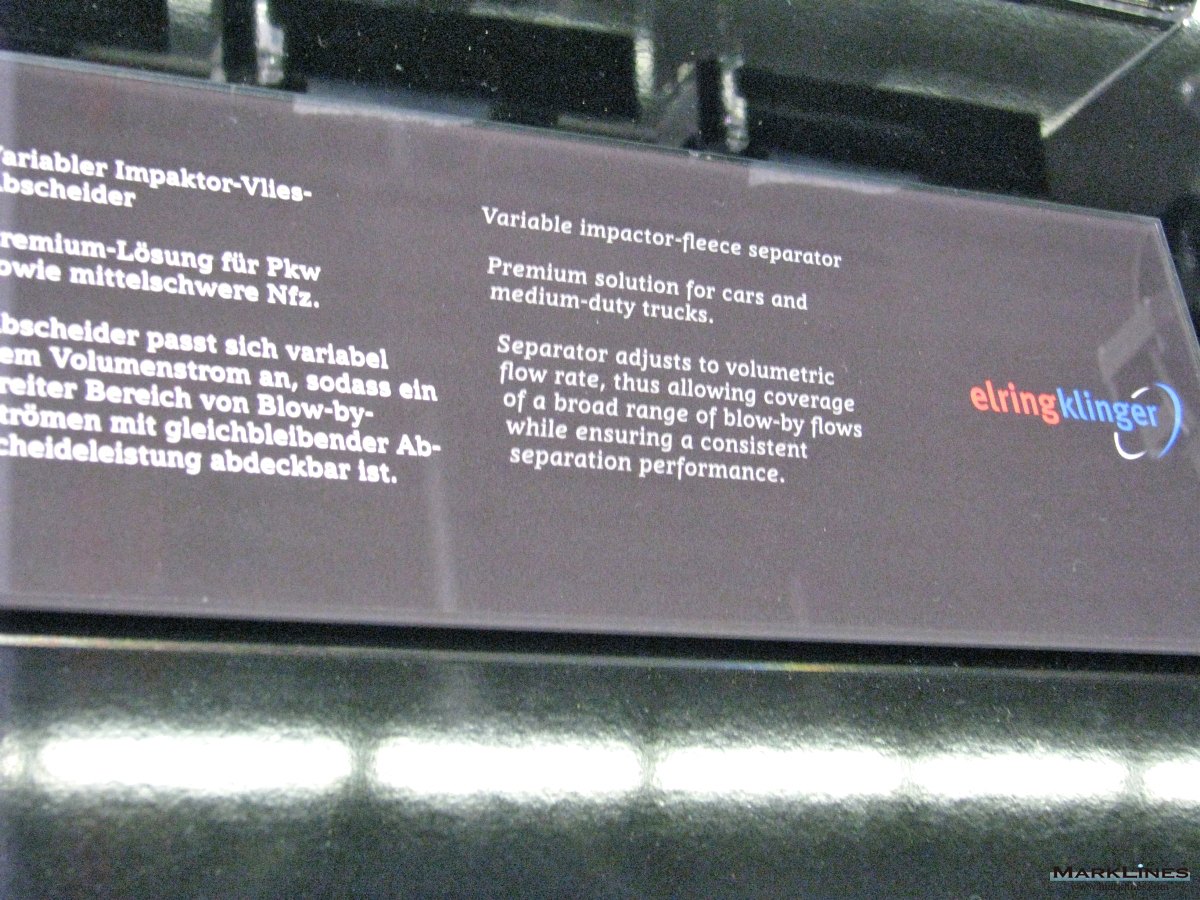 ariabler Impaktor-Vlies-
bscheider
remium-Lösung für Pkw
owie mittelschwere Nfz.
bscheider passt sich variabel
em Volumenstrom an, sodass ein
reiter Bereich von Blow-by-
trömen mit gleichbleibender Ab-
cheideleistung abdeckbar ist.
Variable impactor-fleece separator
Premium solution for cars and
medium-duty trucks.
Separator adjusts to volumetric
flow rate, thus allowing coverage
of a broad range of blow-by flows
while ensuring a consistent
separation performance.
elringklinger
MARKLINES
www.marklines.com